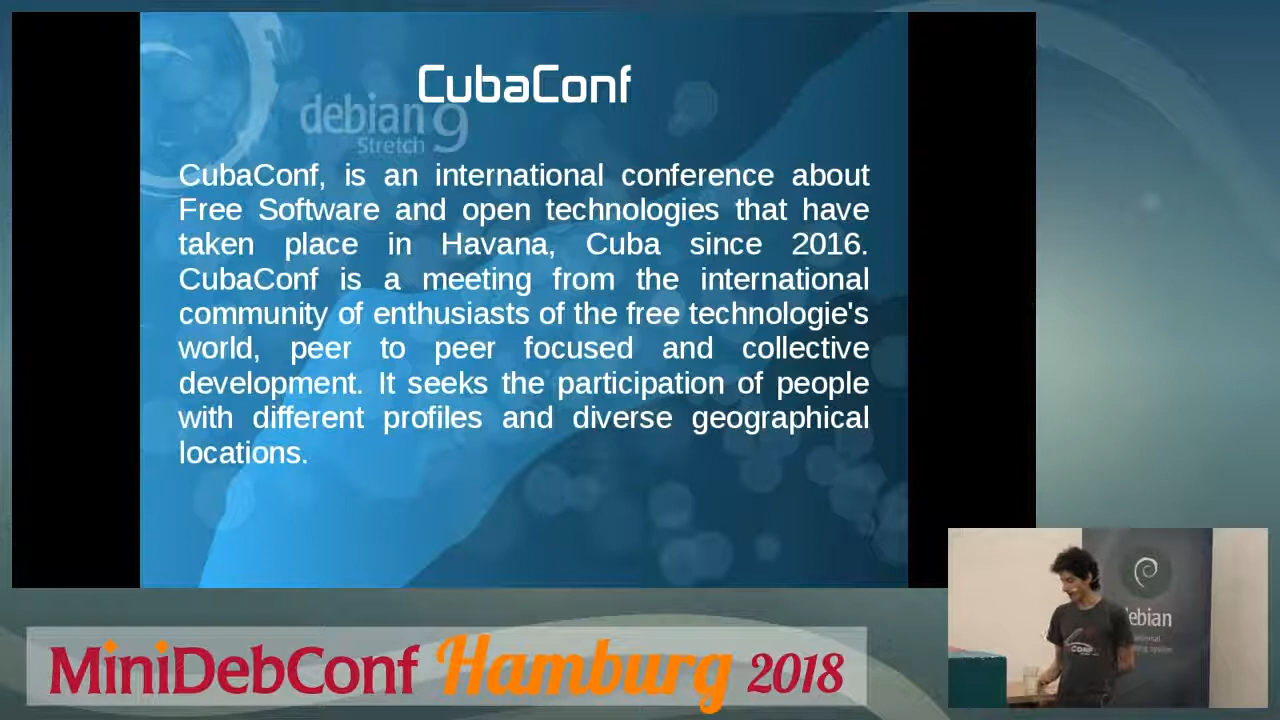 CubaConf
debian 9
Stretch
CubaConf, is an international conference about
Free Software and open technologies that have
taken place in Havana, Cuba since 2016.
CubaConf is a meeting from the international
community of enthusiasts of the free technologie's
world, peer to peer focused and collective
development. It seeks the participation of people
with different profiles and diverse geographical
locations.
debian
MiniDebConf Hamburg 2018